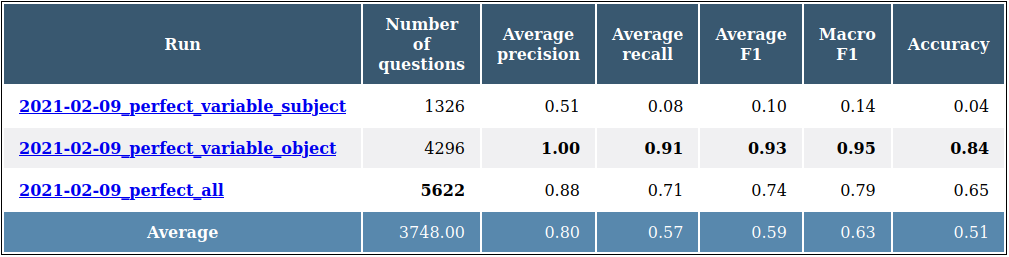 Run Number of questions Average precision Average recall Average F1 Macro F1 Accuracy
2021-02-09_perfect_variable_subject 1326 0.51 0.08 0.10 0.14 0.04
2021-02-09_perfect_variable_object 4296 1.00 0.91 0.93 0.95 0.84
2021-02-09_perfect_all 5622 0.88 0.71 0.74 0.79 0.65
Average 3748.00 0.80 0.57 0.59 0.63 0.51